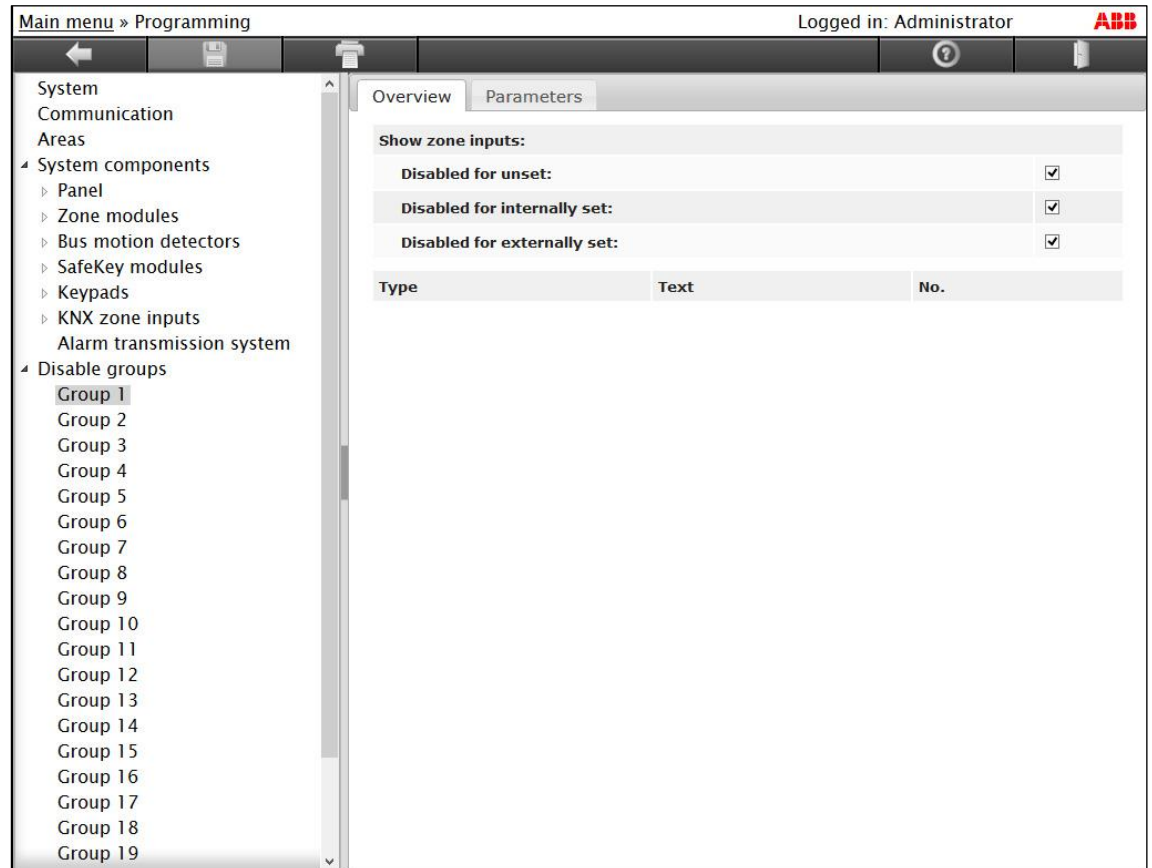 Main menu » Programming
Logged in: Administrator
ABB
System
Communication
Areas
System components
Panel
Zone modules
Bus motion detectors
SafeKey modules
Keypads
KNX zone inputs
Alarm transmission system
Disable groups
Group 1
Group 2
Group 3
Group 4
Group 5
Group 6
Group 7
Group 8
Group 9
Group 10
Group 11
Group 12
Group 13
Group 14
Group 15
Group 16
Group 17
Group 18
Group 19
Overview Parameters
Show zone inputs:
Disabled for unset:
Disabled for internally set:
Disabled for externally set:
Type Text No.